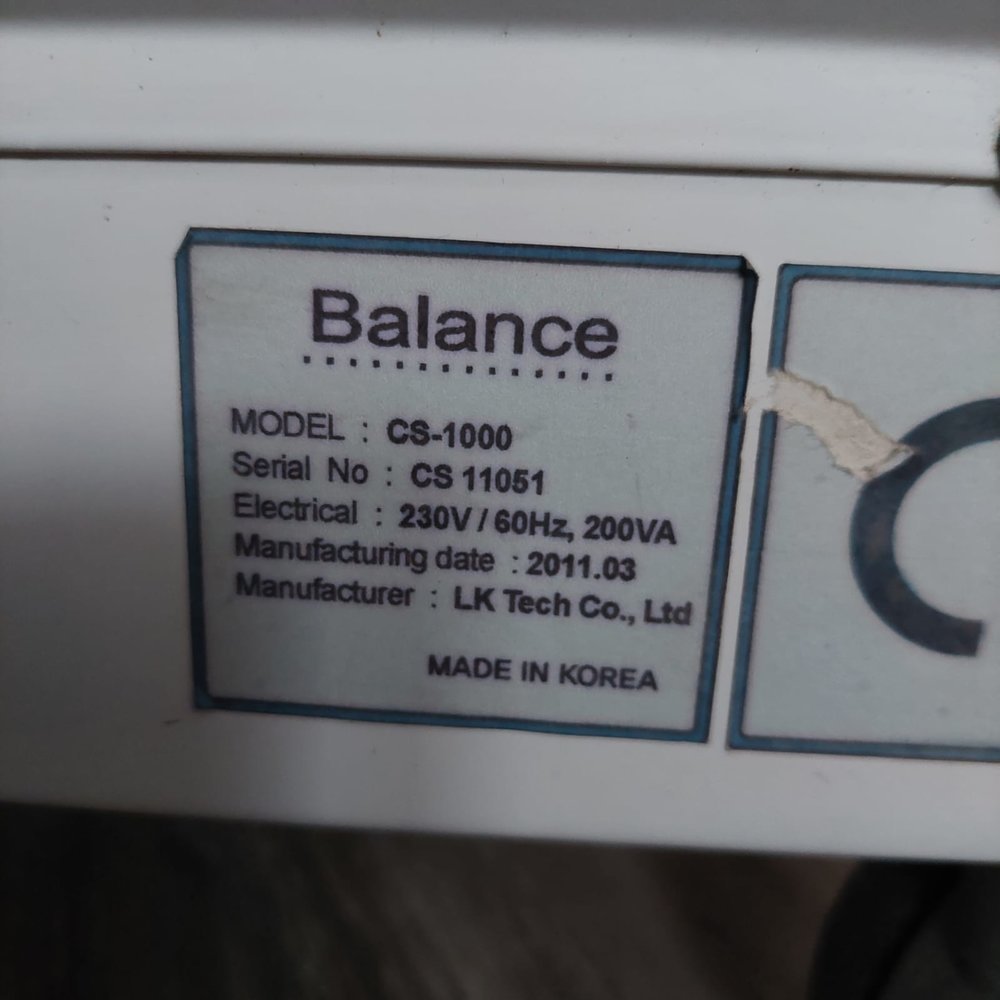 Balance
MODEL : CS-1000
Serial No : CS 11051
Electrical : 230V / 60Hz, 200VA
Manufacturing date : 2011.03
Manufacturer : LK Tech Co., Ltd
MADE IN KOREA
C